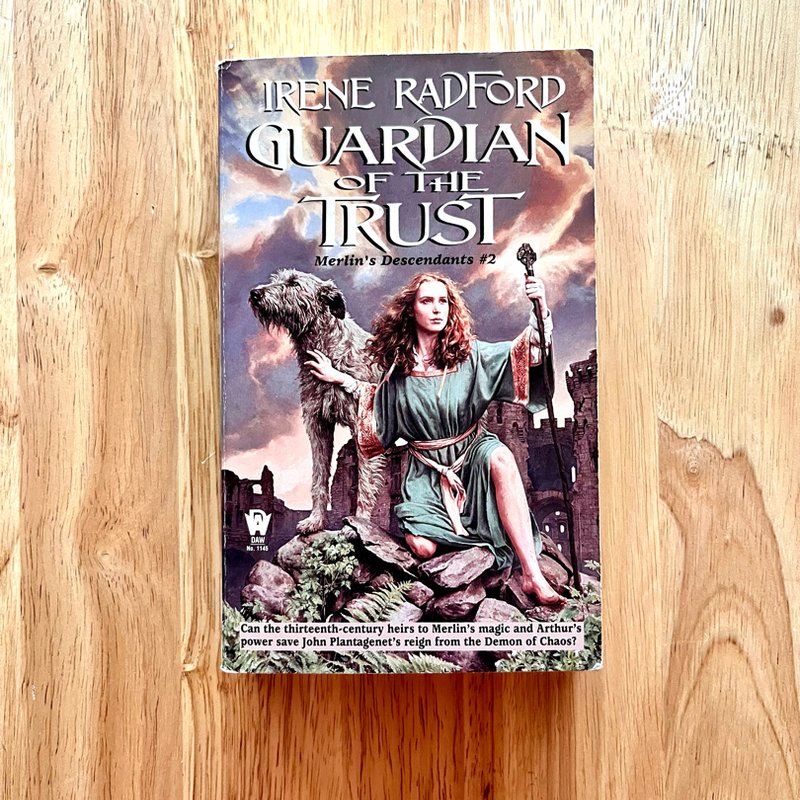 IRENE RADFORD
GUARDIAN
OF THE
TRUST
Merlin's Descendants #2
DAW
No. 1146
Can the thirteenth-century heirs to Merlin's magic and Arthur's
power save John Plantagenet's reign from the Demon of Chaos?